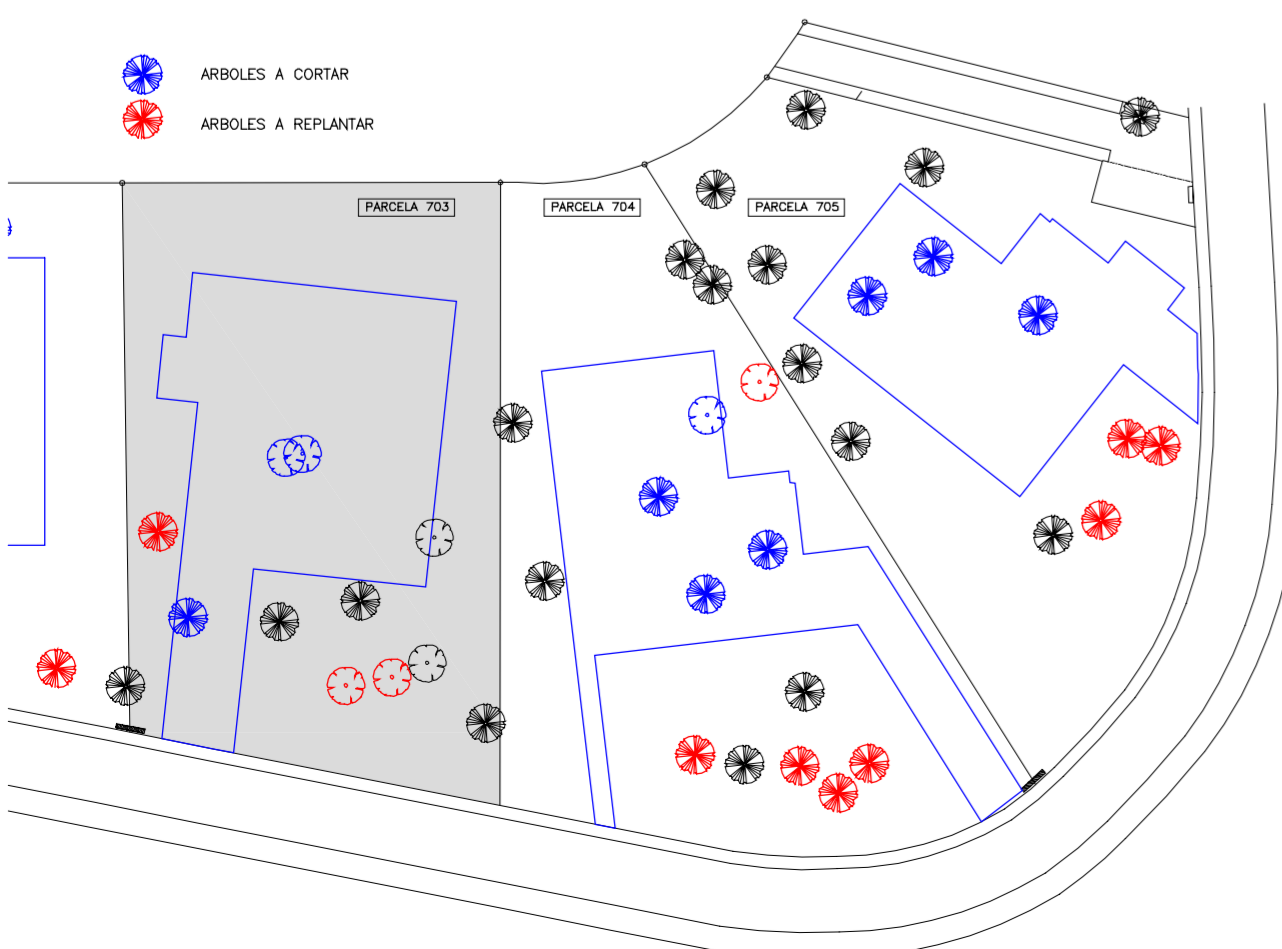 ARBOLES A CORTAR
ARBOLES A REPLANTAR
PARCELA 703
PARCELA 704
PARCELA 705